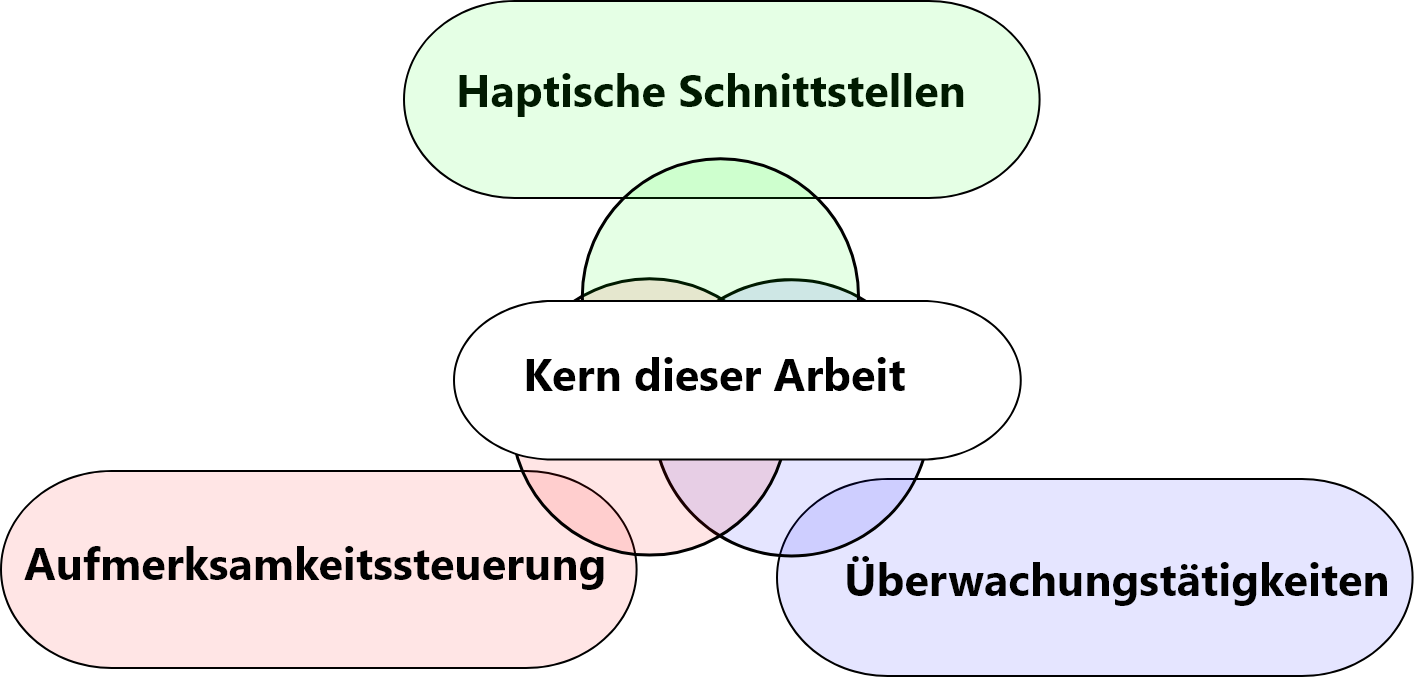 Haptische Schnittstellen
Kern dieser Arbeit
Aufmerksamkeitssteuerung
Überwachungstätigkeiten